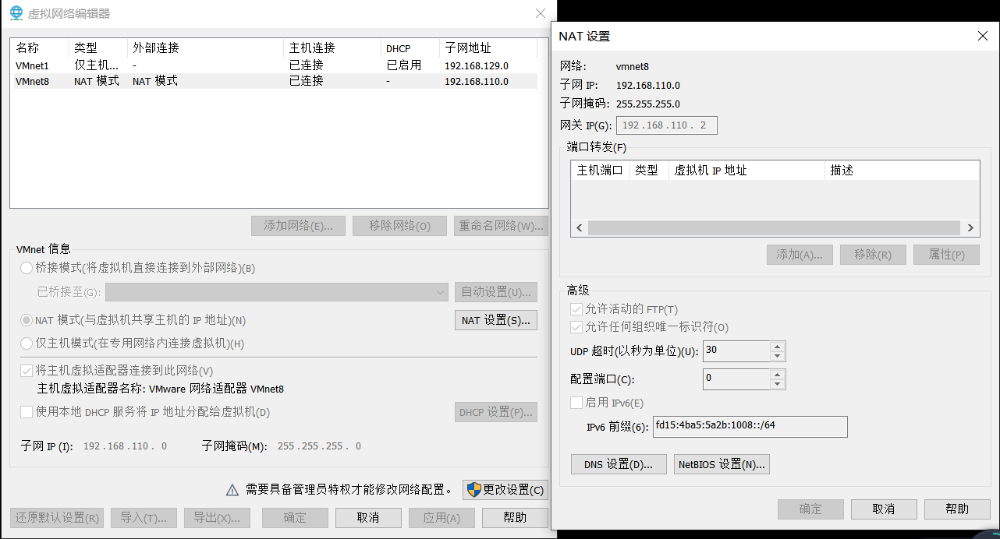 虚拟网络编辑器
名称 类型 外部连接 主机连接 DHCP 子网地址
VMnet1 仅主机... - 已连接 已启用 192.168.129.0
VMnet8 NAT 模式 NAT 模式 已连接 - 192.168.110.0
添加网络(E)... 移除网络(O) 重命名网络(W)...
VMnet 信息
桥接模式(将虚拟机直接连接到外部网络)(B)
已桥接至(G): 自动设置(U)...
NAT 模式(与虚拟机共享主机的 IP 地址)(N) NAT 设置(S)...
仅主机模式(在专用网络内连接虚拟机)(H)
将主机虚拟适配器连接到此网络(V)
主机虚拟适配器名称: VMware 网络适配器 VMnet8
使用本地 DHCP 服务将 IP 地址分配给虚拟机(D) DHCP 设置(P)...
子网 IP (I): 192 . 168 . 110 . 0 子网掩码(M): 255 . 255 . 255 . 0
需要具备管理员特权才能修改网络配置。 更改设置(C)
还原默认设置(R) 导入(T)... 导出(X)... 确定 取消 应用(A) 帮助
NAT 设置
网络: vmnet8
子网 IP: 192.168.110.0
子网掩码: 255.255.255.0
网关 IP(G): 192 . 168 . 110 . 2
端口转发(F)
主机端口 类型 虚拟机 IP 地址 描述
添加(A)... 移除(R) 属性(P)
高级
允许活动的 FTP(T)
允许任何组织唯一标识符(O)
UDP 超时(以秒为单位)(U): 30
配置端口(C): 0
启用 IPv6(E)
IPv6 前缀(6): fd15:4ba5:5a2b:1008::/64
DNS 设置(D)... NetBIOS 设置(N)...
确定 取消 帮助